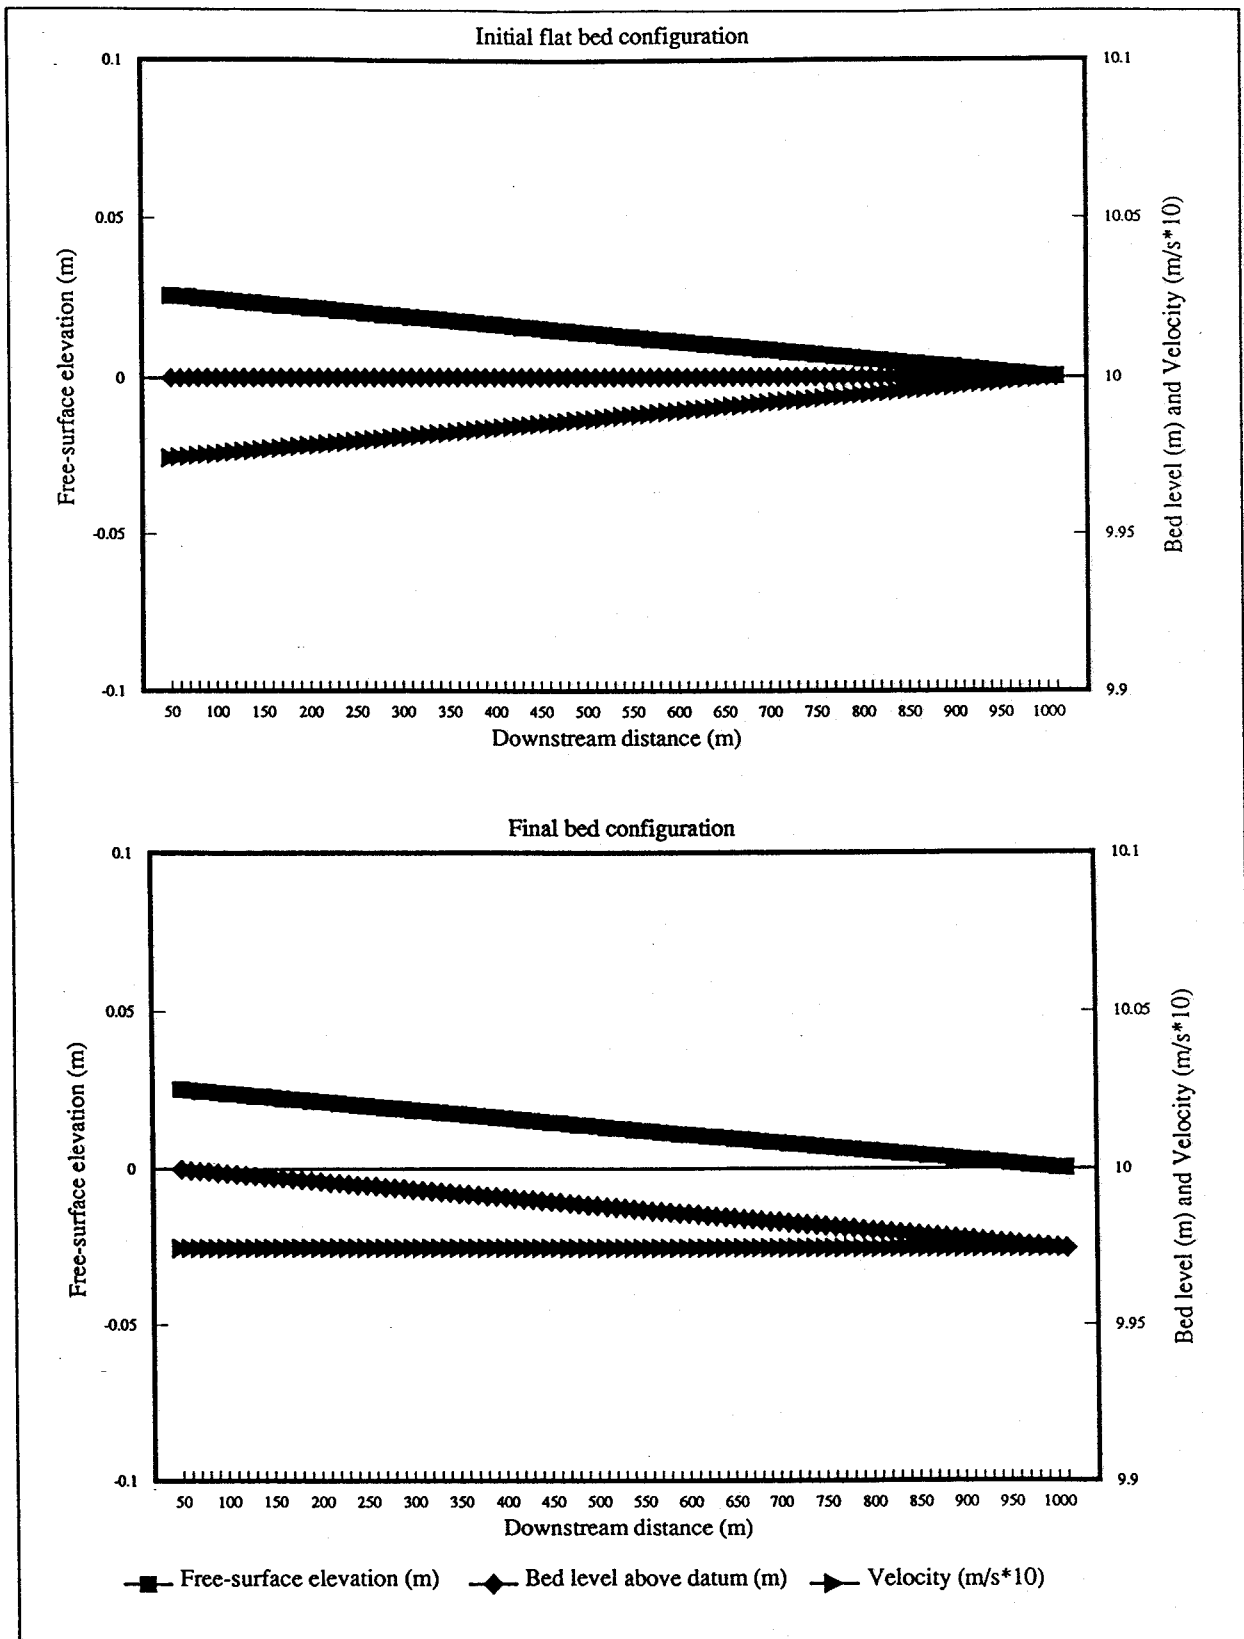 Initial flat bed configuration
0.1
0.05
0
-0.05
-0.1
Free-surface elevation (m)
10.1
10.05
10
9.95
9.9
Bed level (m) and Velocity (m/s*10)
50 100 150 200 250 300 350 400 450 500 550 600 650 700 750 800 850 900 950 1000
Downstream distance (m)
Final bed configuration
0.1
0.05
0
-0.05
-0.1
Free-surface elevation (m)
10.1
10.05
10
9.95
9.9
Bed level (m) and Velocity (m/s*10)
50 100 150 200 250 300 350 400 450 500 550 600 650 700 750 800 850 900 950 1000
Downstream distance (m)
Free-surface elevation (m) Bed level above datum (m) Velocity (m/s*10)